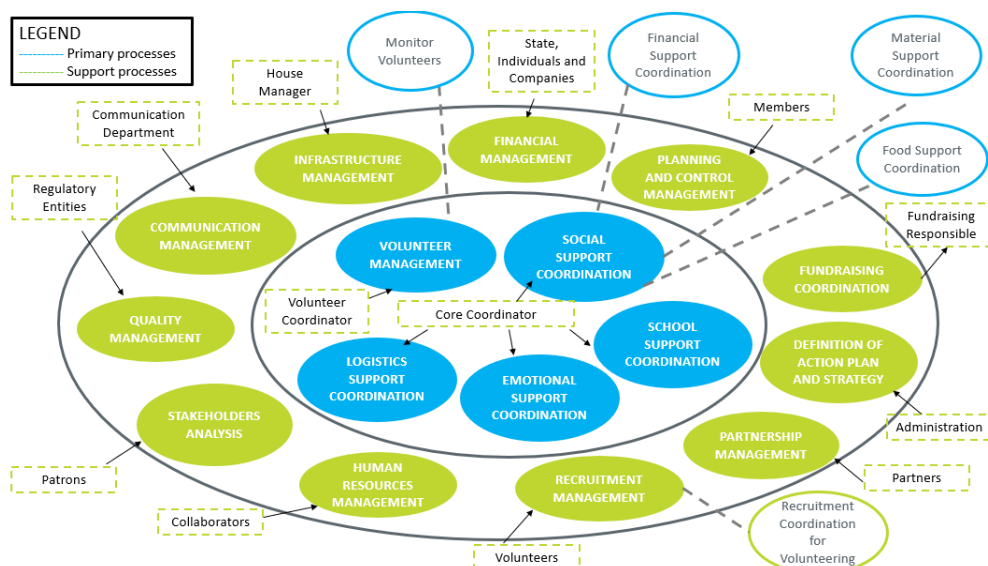 LEGEND
Primary processes
Support processes
Monitor
Volunteers
State,
Individuals and
Companies
Financial
Support
Coordination
Material
Support
Coordination
House
Manager
Members
Communication
Department
Food Support
Coordination
INFRASTRUCTURE
MANAGEMENT
FINANCIAL
MANAGEMENT
PLANNING
AND CONTROL
MANAGEMENT
Regulatory
Entities
COMMUNICATION
MANAGEMENT
Fundraising
Responsible
VOLUNTEER
MANAGEMENT
SOCIAL
SUPPORT
COORDINATION
FUNDRAISING
COORDINATION
Volunteer
Coordinator
Core Coordinator
QUALITY
MANAGEMENT
SCHOOL
SUPPORT
COORDINATION
DEFINITION OF
ACTION PLAN
AND STRATEGY
LOGISTICS
SUPPORT
COORDINATION
EMOTIONAL
SUPPORT
COORDINATION
STAKEHOLDERS
ANALYSIS
Administration
PARTNERSHIP
MANAGEMENT
Patrons
HUMAN
RESOURCES
MANAGEMENT
RECRUITMENT
MANAGEMENT
Partners
Collaborators
Recruitment
Coordination
for
Volunteering
Volunteers